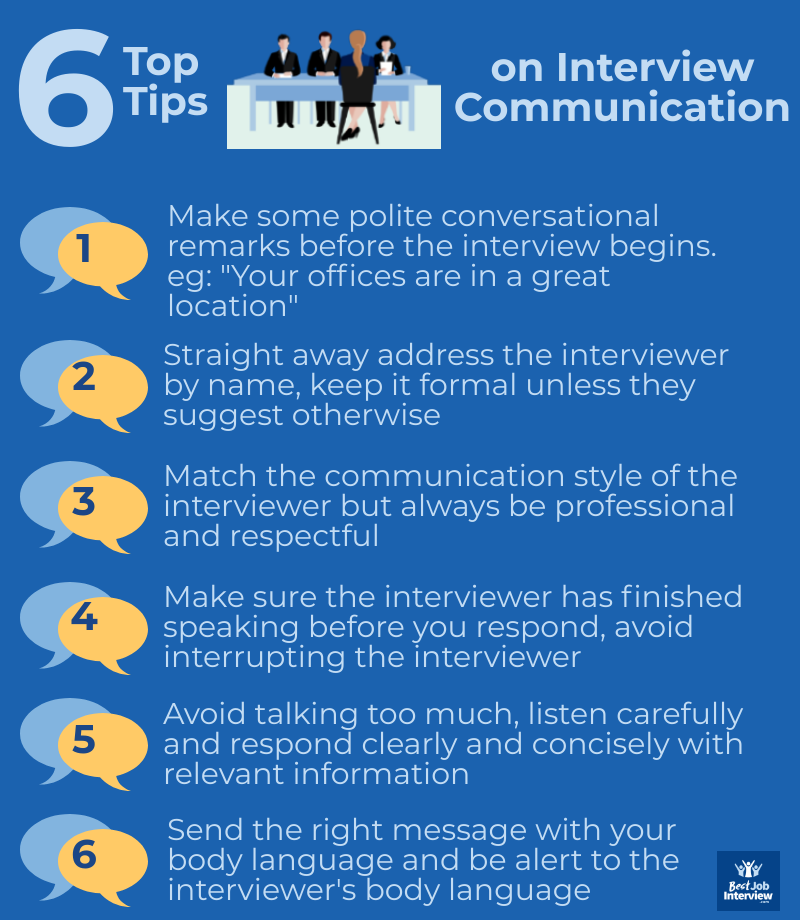 6 Top
Tips
on Interview
Communication
1
Make some polite conversational
remarks before the interview begins.
eg: "Your offices are in a great
location"
2
Straight away address the interviewer
by name, keep it formal unless they
suggest otherwise
3
Match the communication style of the
interviewer but always be professional
and respectful
4
Make sure the interviewer has finished
speaking before you respond, avoid
interrupting the interviewer
5
Avoid talking too much, listen carefully
and respond clearly and concisely with
relevant information
6
Send the right message with your
body language and be alert to the
interviewer's body language
Best Job
Interview
.com